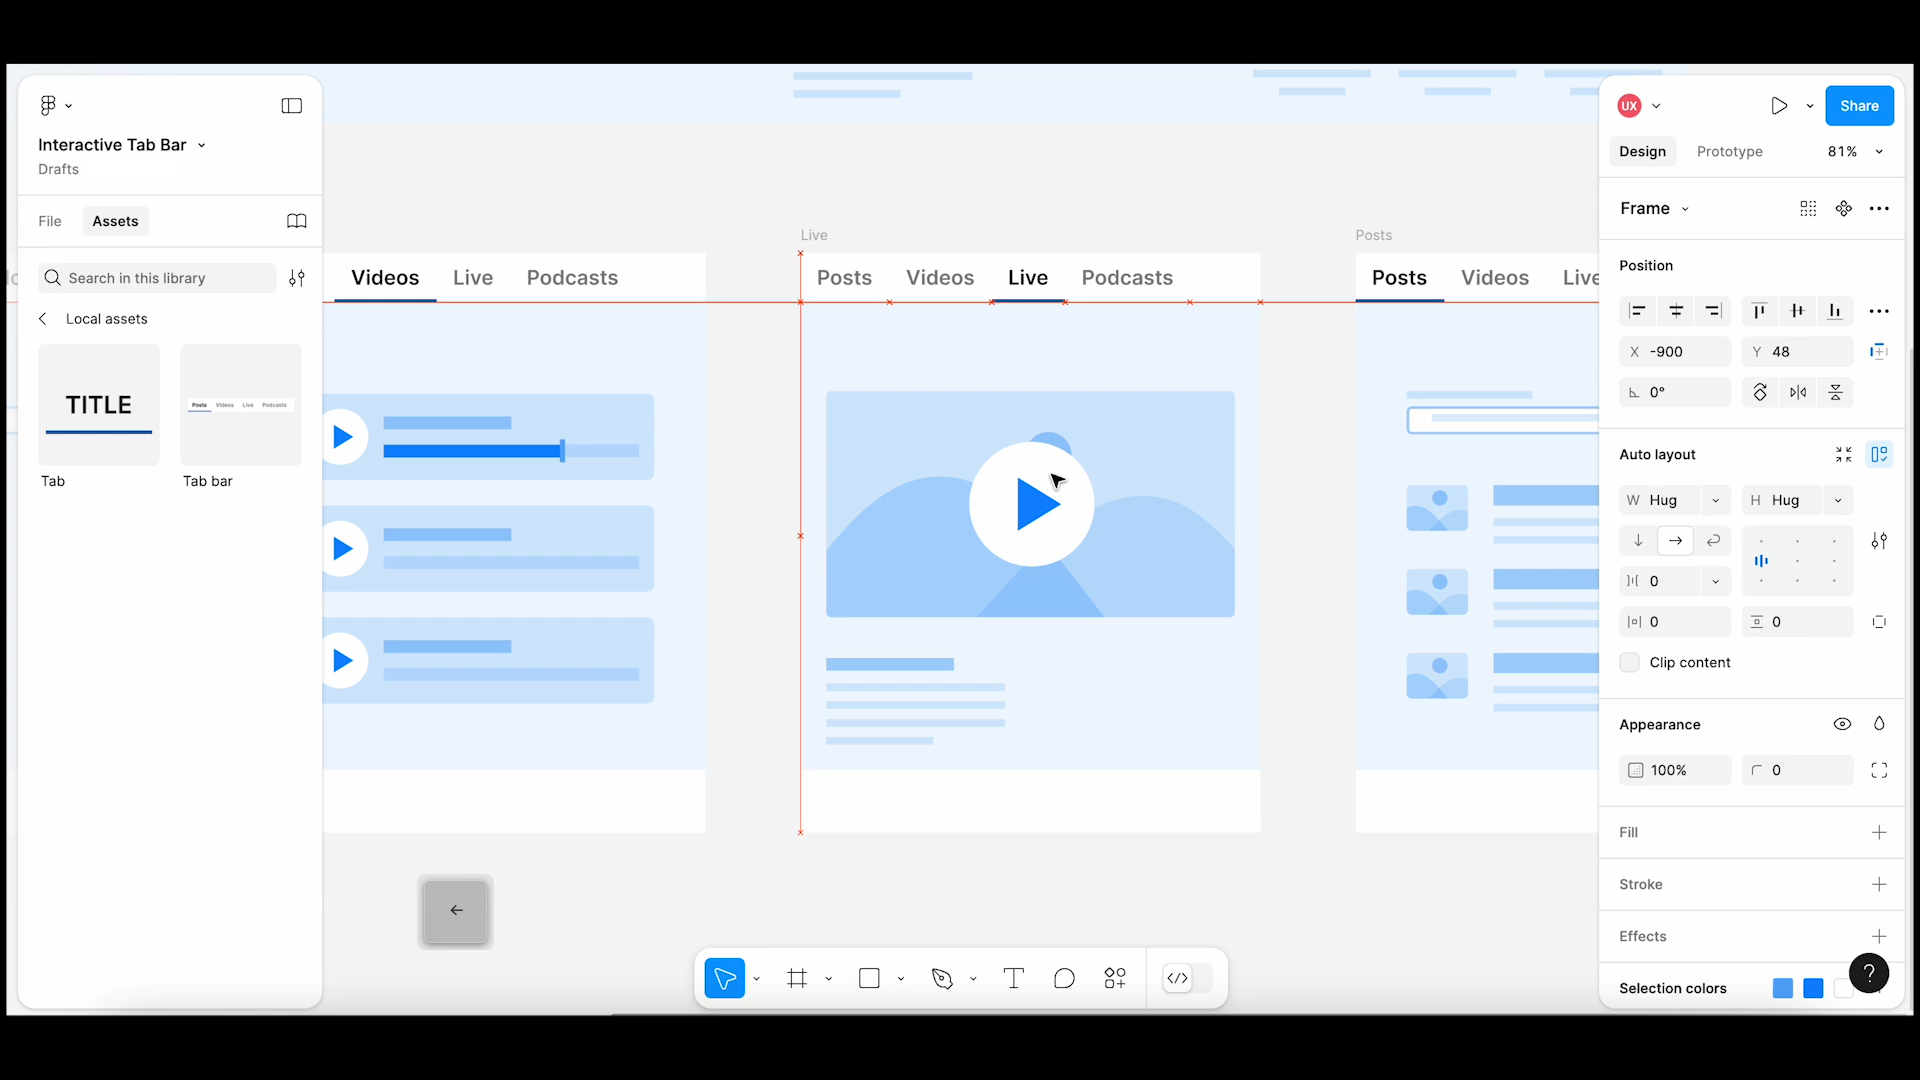 Interactive Tab Bar
Drafts
File
Assets
Search in this library
Local assets
TITLE
Posts Videos Live Podcasts
Tab
Tab bar
Videos Live Podcasts
Live
Posts Videos Live Podcasts
Posts
Posts Videos Live
UX
Share
Design
Prototype
81%
Frame
Position
X -900
Y 48
0°
Auto layout
W Hug
H Hug
0
0
0
Clip content
Appearance
100%
0
Fill
Stroke
Effects
Selection colors
?